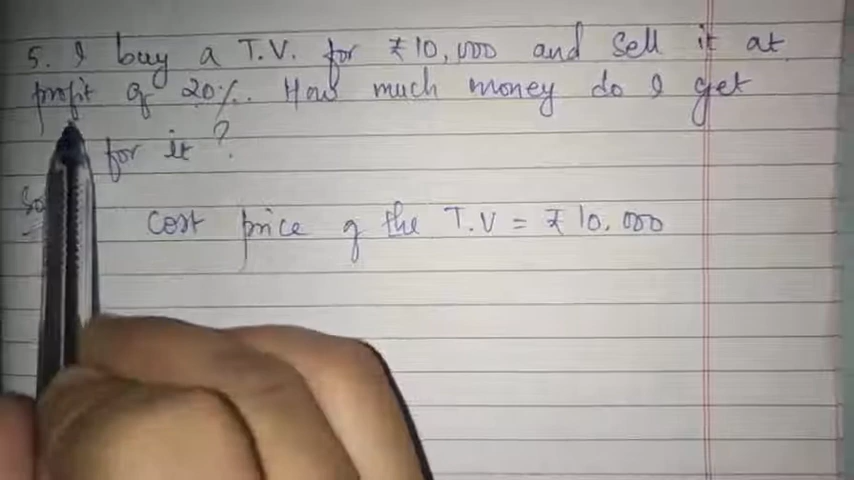 5. I buy a T.V. for ₹10,000 and sell it at
profit of 20%. How much money do I get
for it?
So
Cost price of the T.V = ₹10,000